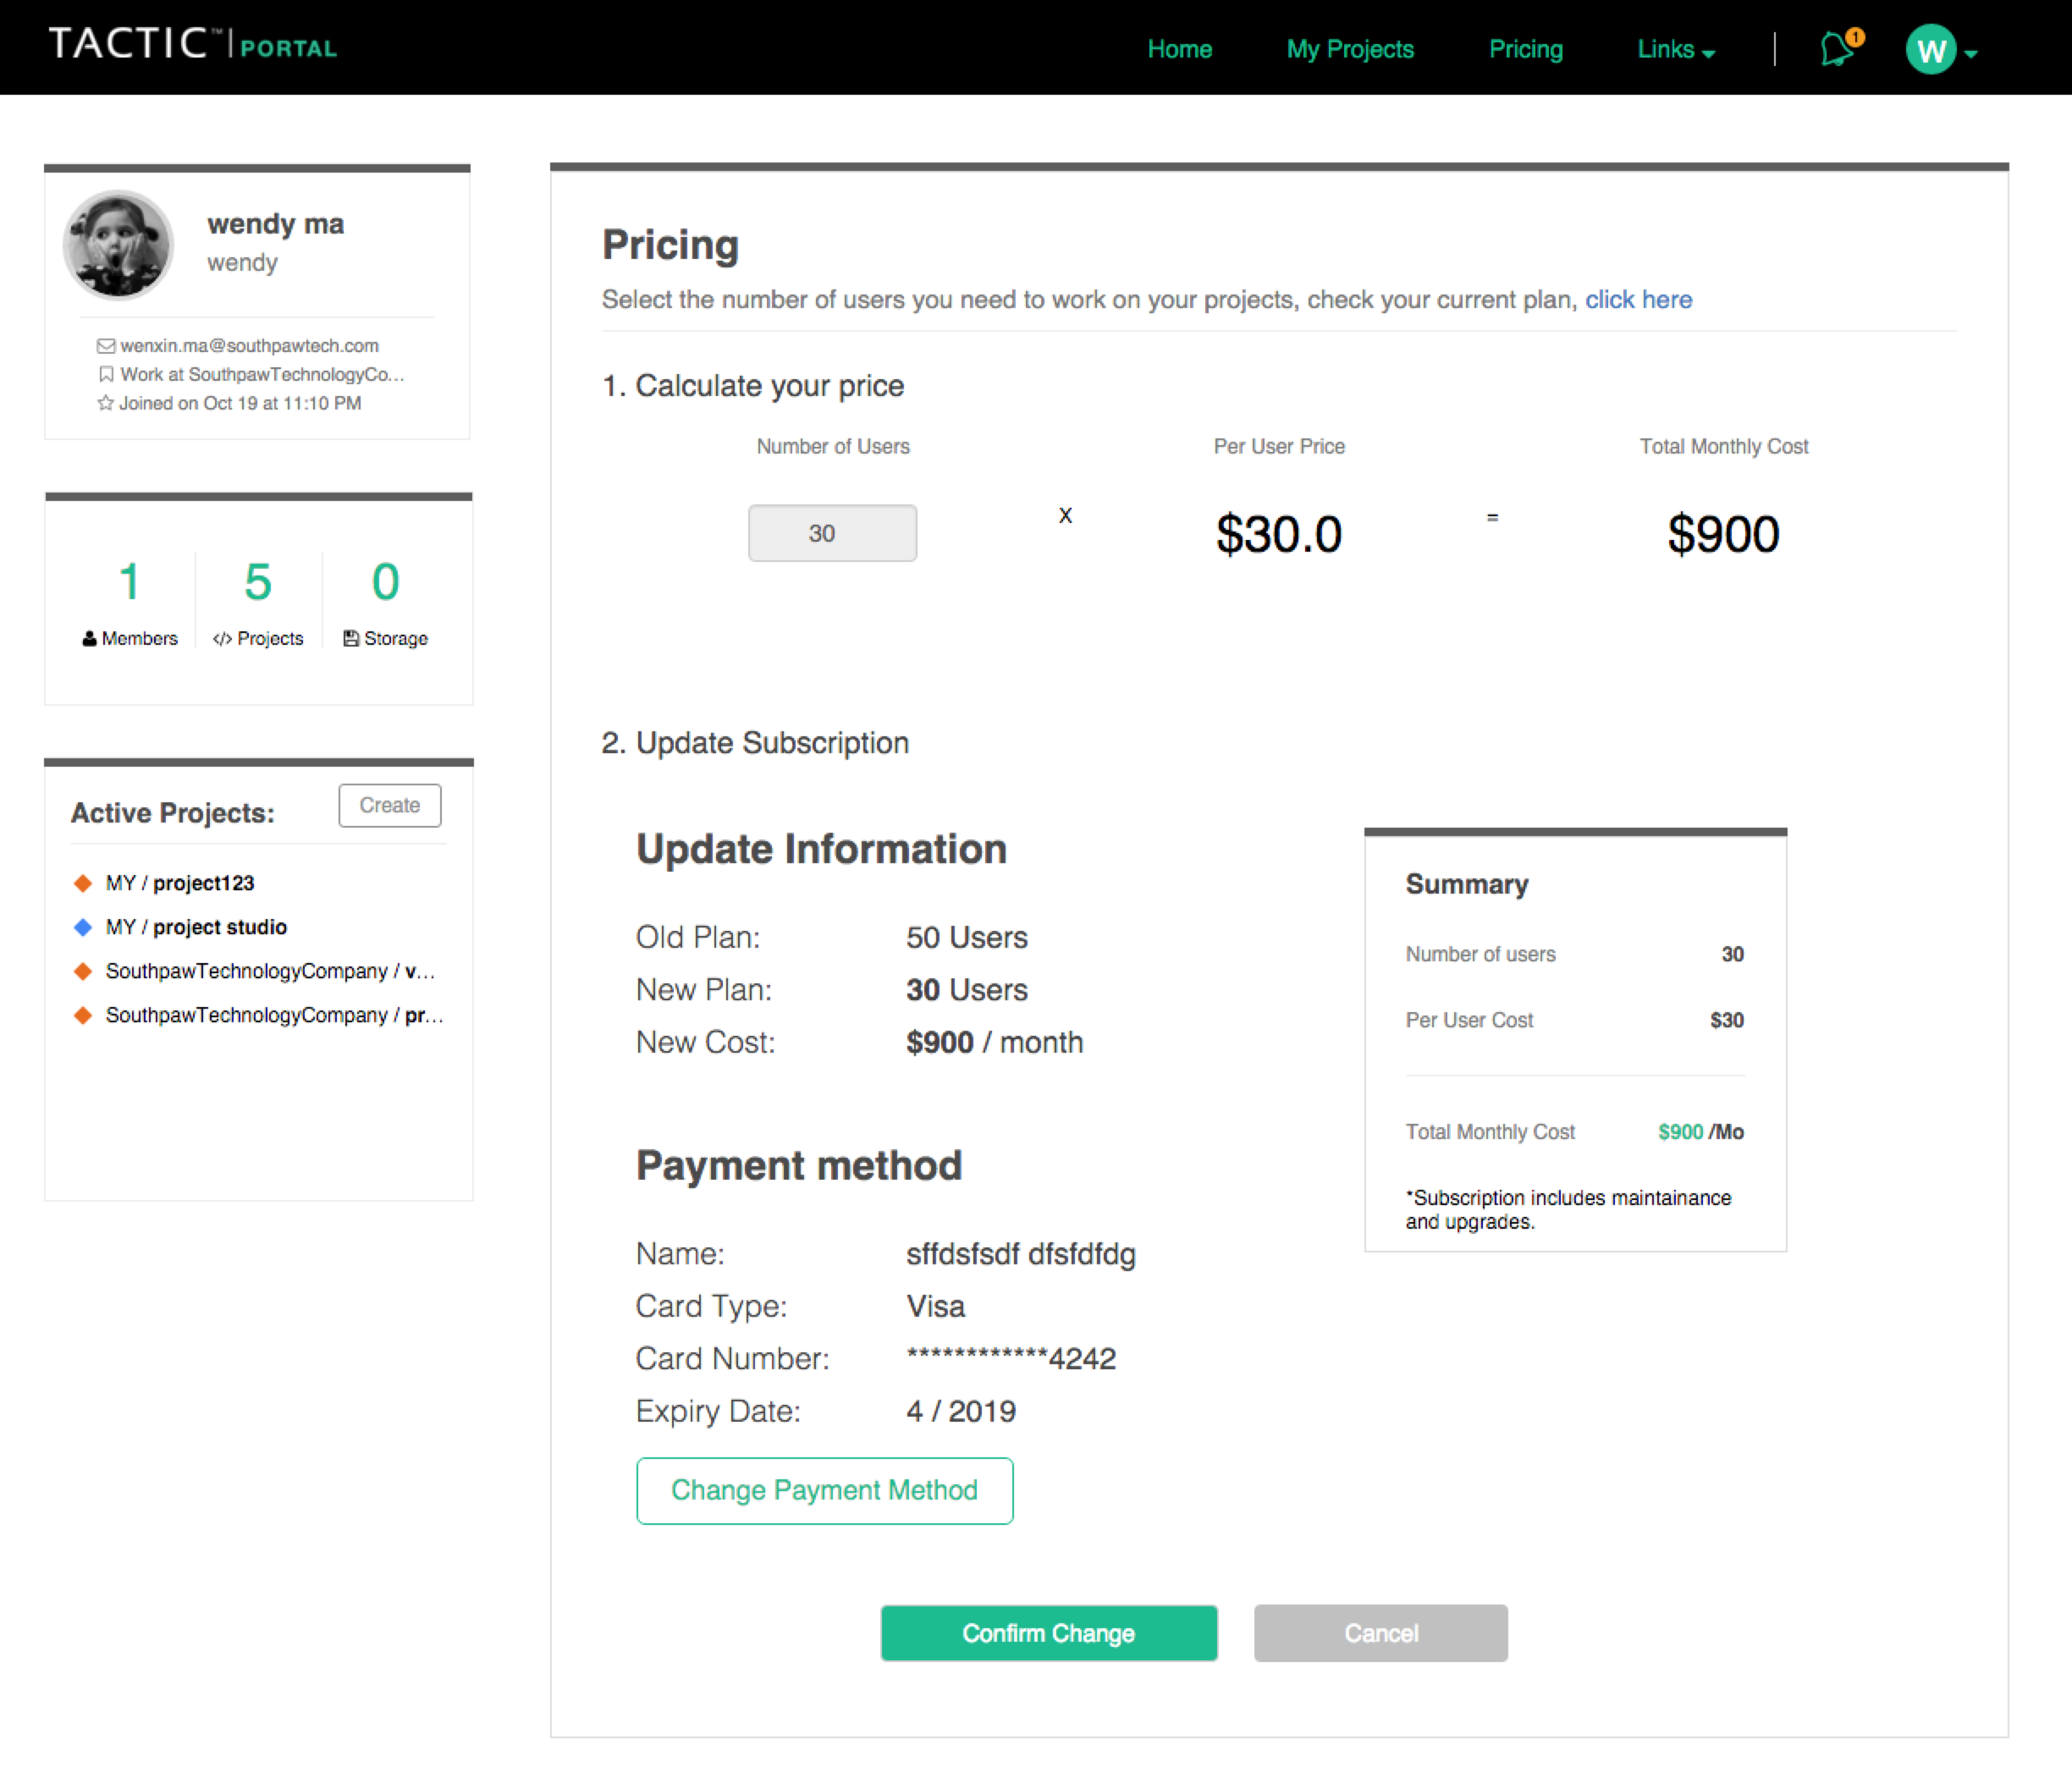 TACTIC™ | PORTAL
Home
My Projects
Pricing
Links
1
W
wendy ma
wendy
wenxin.ma@southpawtech.com
Work at SouthpawTechnologyCo...
Joined on Oct 19 at 11:10 PM
1 5 0
Members </> Projects Storage
Active Projects:
Create
MY / project123
MY / project studio
SouthpawTechnologyCompany / v...
SouthpawTechnologyCompany / pr...
Pricing
Select the number of users you need to work on your projects, check your current plan, click here
1. Calculate your price
Number of Users Per User Price Total Monthly Cost
30 X $30.0 = $900
2. Update Subscription
Update Information
Old Plan: 50 Users
New Plan: 30 Users
New Cost: $900 / month
Payment method
Name: sffdsfsdf dfsfdfdg
Card Type: Visa
Card Number: ************4242
Expiry Date: 4 / 2019
Change Payment Method
Summary
Number of users 30
Per User Cost $30
Total Monthly Cost $900 /Mo
*Subscription includes maintainance
and upgrades.
Confirm Change
Cancel